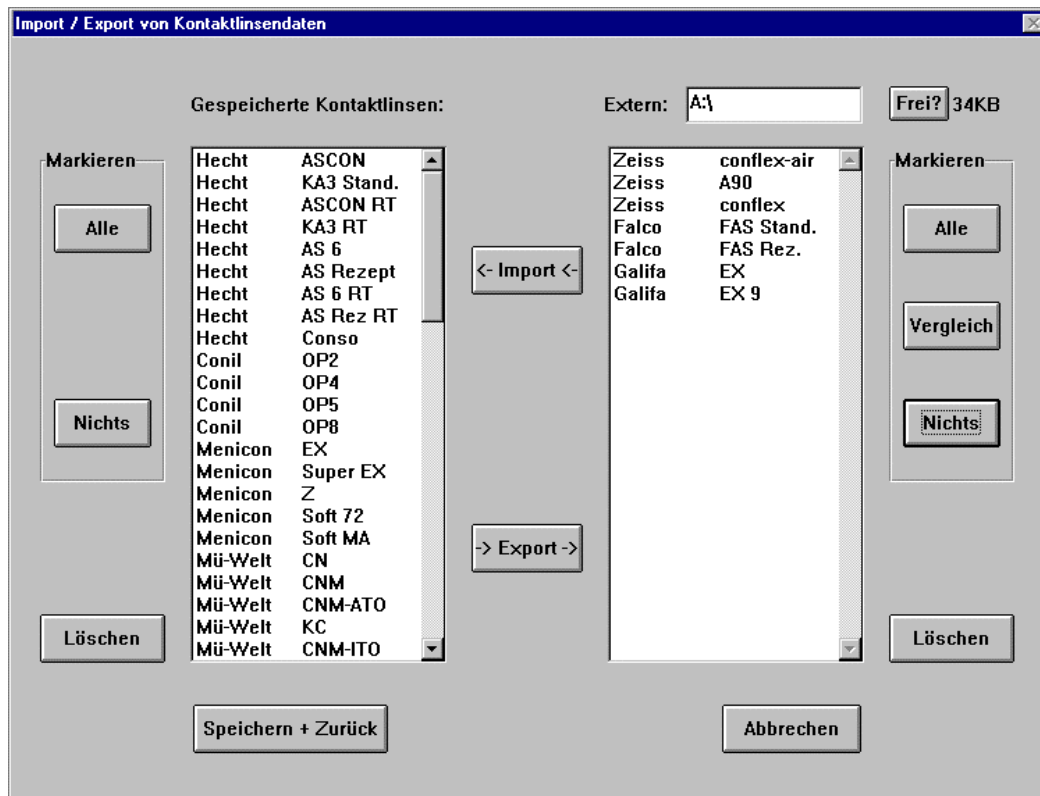 Import / Export von Kontaktlinsendaten
Gespeicherte Kontaktlinsen:
Extern: A:\ Frei? 34KB
Markieren
Alle
Nichts
Löschen
Hecht ASCON
Hecht KA3 Stand.
Hecht ASCON RT
Hecht KA3 RT
Hecht AS 6
Hecht AS Rezept
Hecht AS 6 RT
Hecht AS Rez RT
Hecht Conso
Conil OP2
Conil OP4
Conil OP5
Conil OP8
Menicon EX
Menicon Super EX
Menicon Z
Menicon Soft 72
Menicon Soft MA
Mü-Welt CN
Mü-Welt CNM
Mü-Welt CNM-ATO
Mü-Welt KC
Mü-Welt CNM-ITO
<- Import <-
-> Export ->
Zeiss conflex-air
Zeiss A90
Zeiss conflex
Falco FAS Stand.
Falco FAS Rez.
Galifa EX
Galifa EX 9
Markieren
Alle
Vergleich
Nichts
Löschen
Speichern + Zurück
Abbrechen